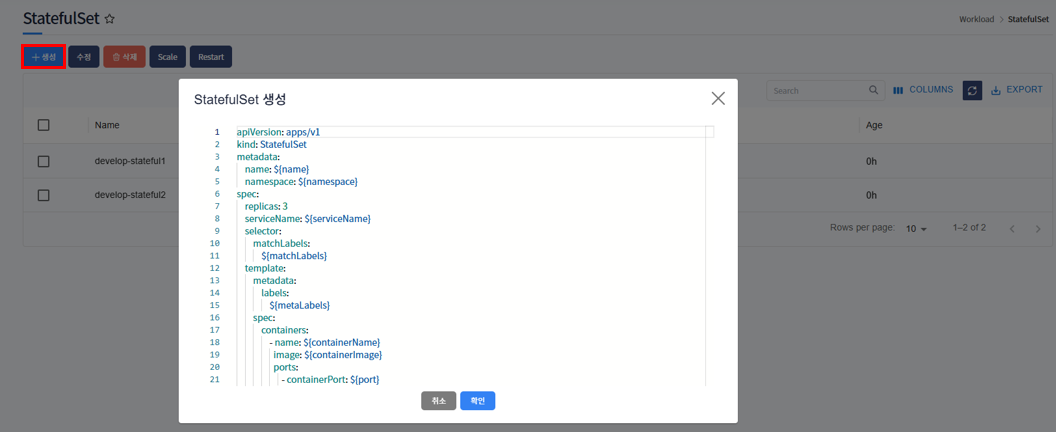 StatefulSet
Workload > StatefulSet
+ 생성 수정 삭제 Scale Restart
Search COLUMNS EXPORT
Name Age
develop-stateful1 0h
develop-stateful2 0h
Rows per page: 10 1–2 of 2
StatefulSet 생성
1 apiVersion: apps/v1
2 kind: StatefulSet
3 metadata:
4 name: ${name}
5 namespace: ${namespace}
6 spec:
7 replicas: 3
8 serviceName: ${serviceName}
9 selector:
10 matchLabels:
11 ${matchLabels}
12 template:
13 metadata:
14 labels:
15 ${metaLabels}
16 spec:
17 containers:
18 - name: ${containerName}
19 image: ${containerImage}
20 ports:
21 - containerPort: ${port}
취소 확인